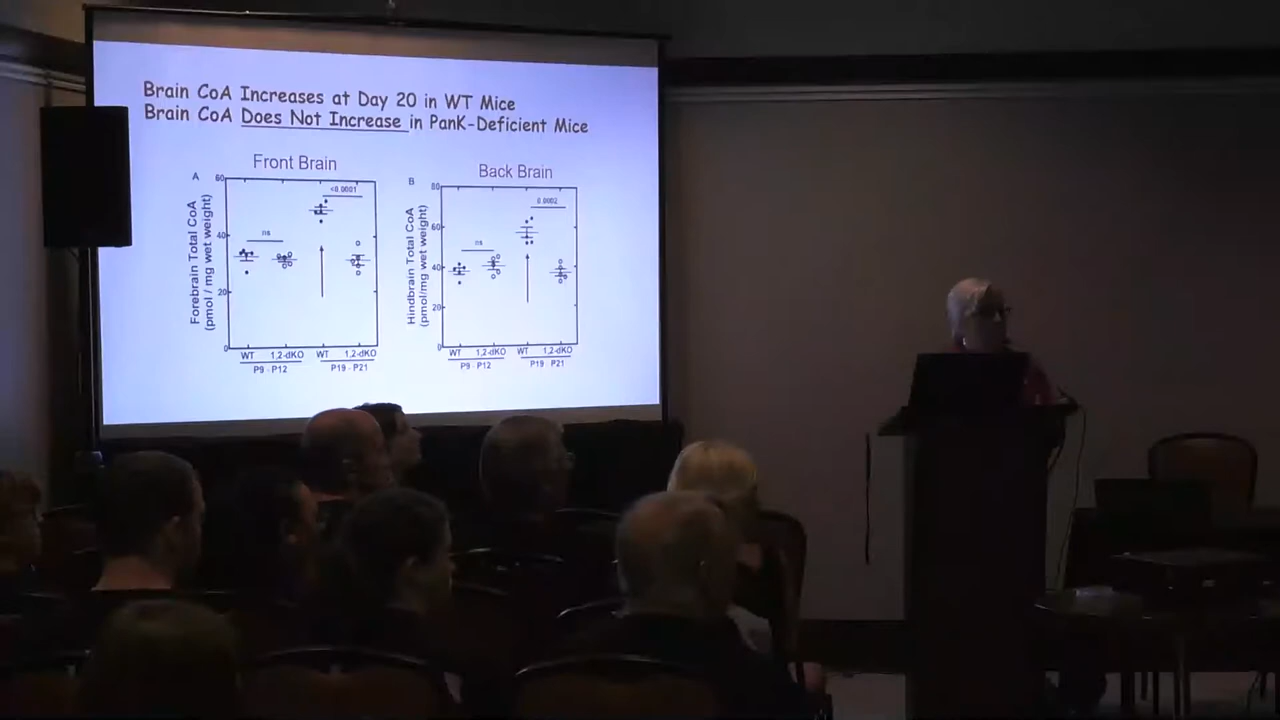 Brain CoA Increases at Day 20 in WT Mice
Brain CoA Does Not Increase in PanK-Deficient Mice
Front Brain
A
Forebrain Total CoA
(pmol / mg wet weight)
60
40
20
0
ns
<0.0001
WT 1,2-dKO WT 1,2-dKO
P9 - P12 P19 - P21
Back Brain
B
Hindbrain Total CoA
(pmol/mg wet weight)
80
60
40
20
0
ns
0.0002
WT 1,2-dKO WT 1,2-dKO
P9 - P12 P19 P21